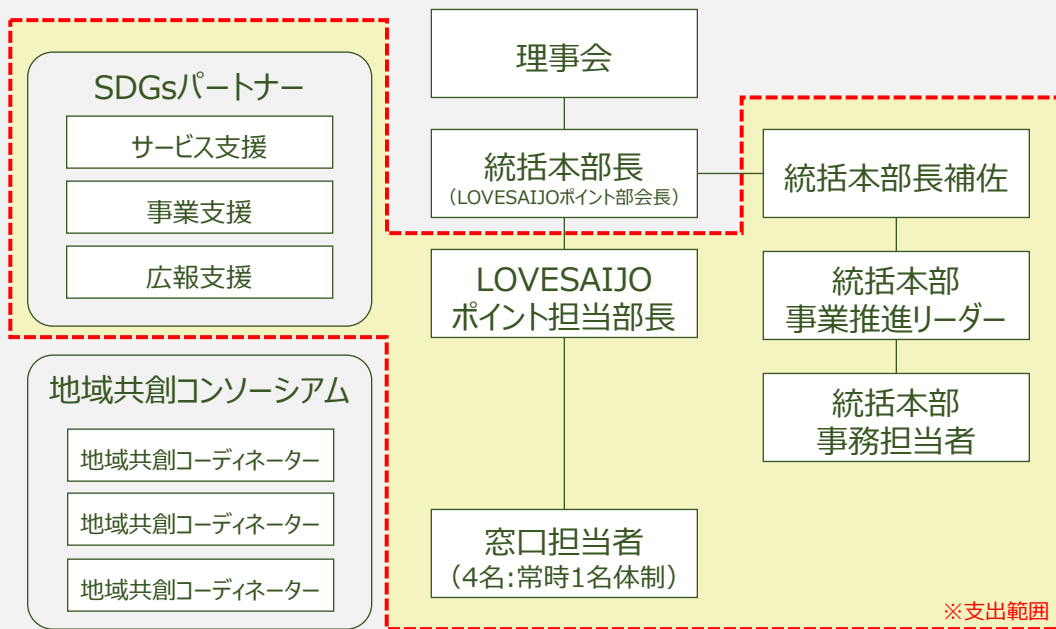 SDGsパートナー
サービス支援
事業支援
広報支援
地域共創コンソーシアム
地域共創コーディネーター
地域共創コーディネーター
地域共創コーディネーター
理事会
統括本部長
（LOVESAIJOポイント部会長）
LOVESAIJO
ポイント担当部長
窓口担当者
（4名:常時1名体制）
統括本部長補佐
統括本部
事業推進リーダー
統括本部
事務担当者
※支出範囲